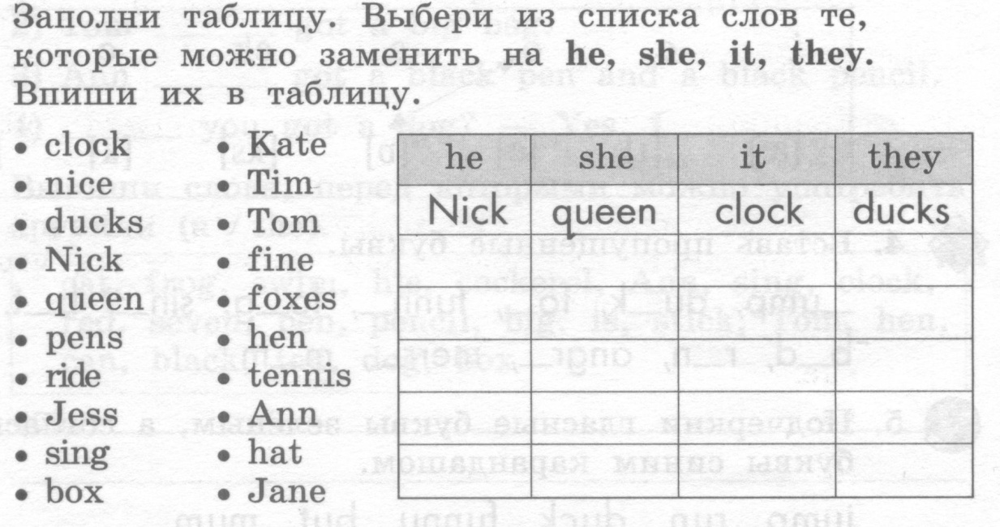 Заполни таблицу. Выбери из списка слов те,
которые можно заменить на he, she, it, they.
Впиши их в таблицу.
• clock
• nice
• ducks
• Nick
• queen
• pens
• ride
• Jess
• sing
• box
• Kate
• Tim
• Tom
• fine
• foxes
• hen
• tennis
• Ann
• hat
• Jane
he she it they
Nick queen clock ducks